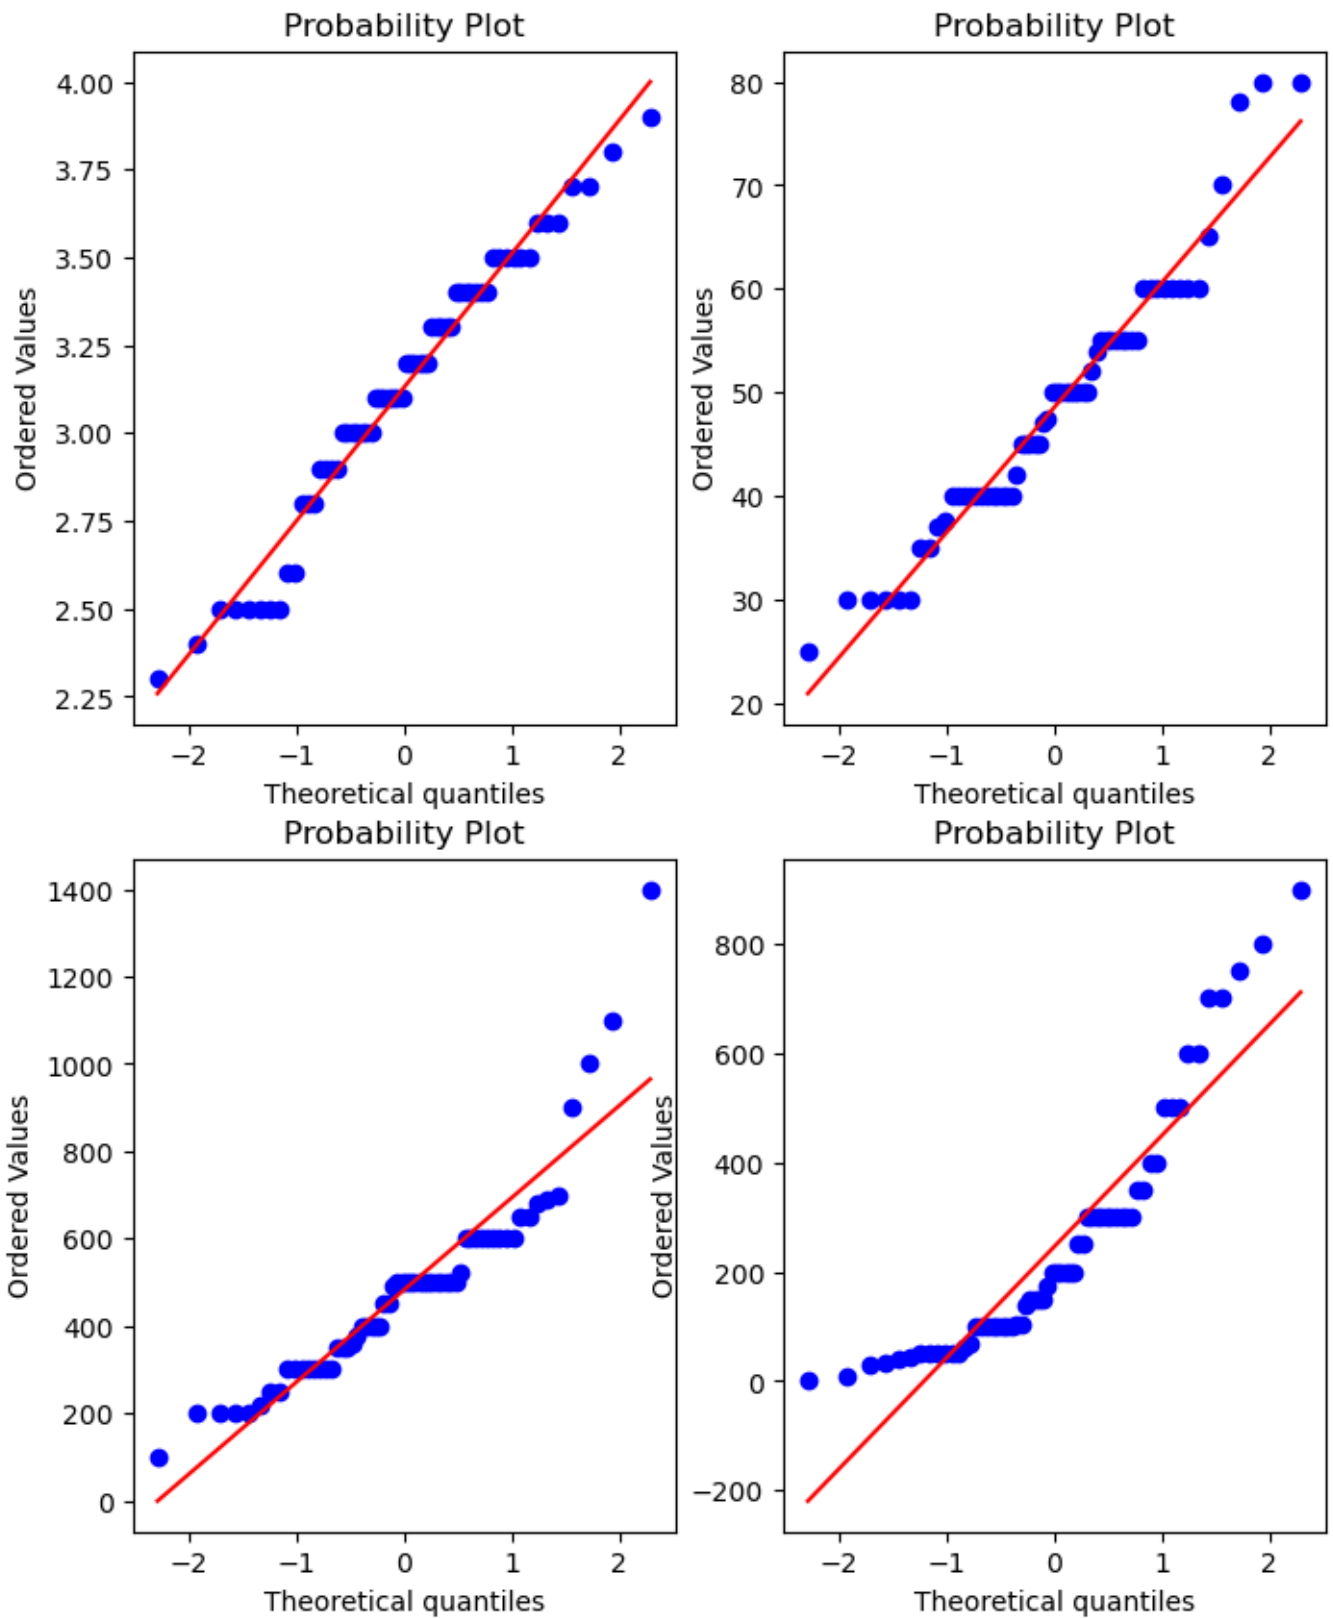 Probability Plot
Ordered Values
4.00
3.75
3.50
3.25
3.00
2.75
2.50
2.25
−2 −1 0 1 2
Theoretical quantiles
Probability Plot
Ordered Values
80
70
60
50
40
30
20
−2 −1 0 1 2
Theoretical quantiles
Probability Plot
Ordered Values
1400
1200
1000
800
600
400
200
0
−2 −1 0 1 2
Theoretical quantiles
Probability Plot
Ordered Values
800
600
400
200
0
−200
−2 −1 0 1 2
Theoretical quantiles